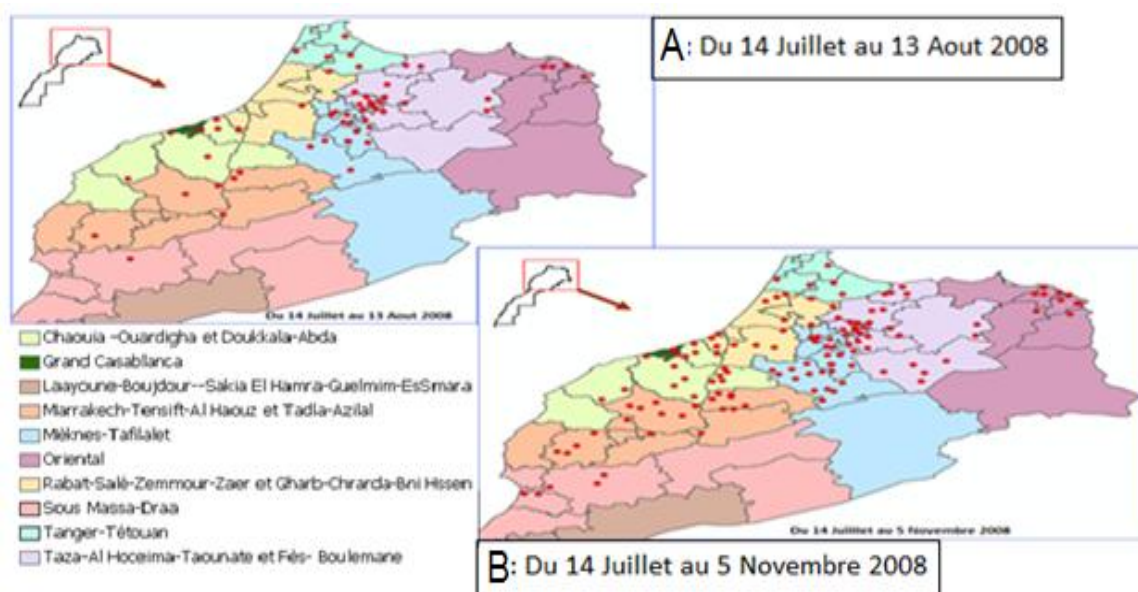 A: Du 14 Juillet au 13 Aout 2008
Du 14 Juillet au 13 Aout 2008
Chaouia -Ouardigha et Doukkala-Abda
Grand Casablanca
Laayoune-Boujdour--Sakia El Hamra-Guelmim-EsSmara
Marrakech-Tensift-Al Haouz et Tadla-Azilal
Mèknes-Tafilalet
Oriental
Rabat-Salé-Zemmour-Zaer et Gharb-Chrarda-Bni Hssen
Sous Massa-Draa
Tanger-Tétouan
Taza-Al Hoceima-Taounate et Fés- Boulemane
Du 14 Juilllet au 5 Novembre 2008
B: Du 14 Juillet au 5 Novembre 2008